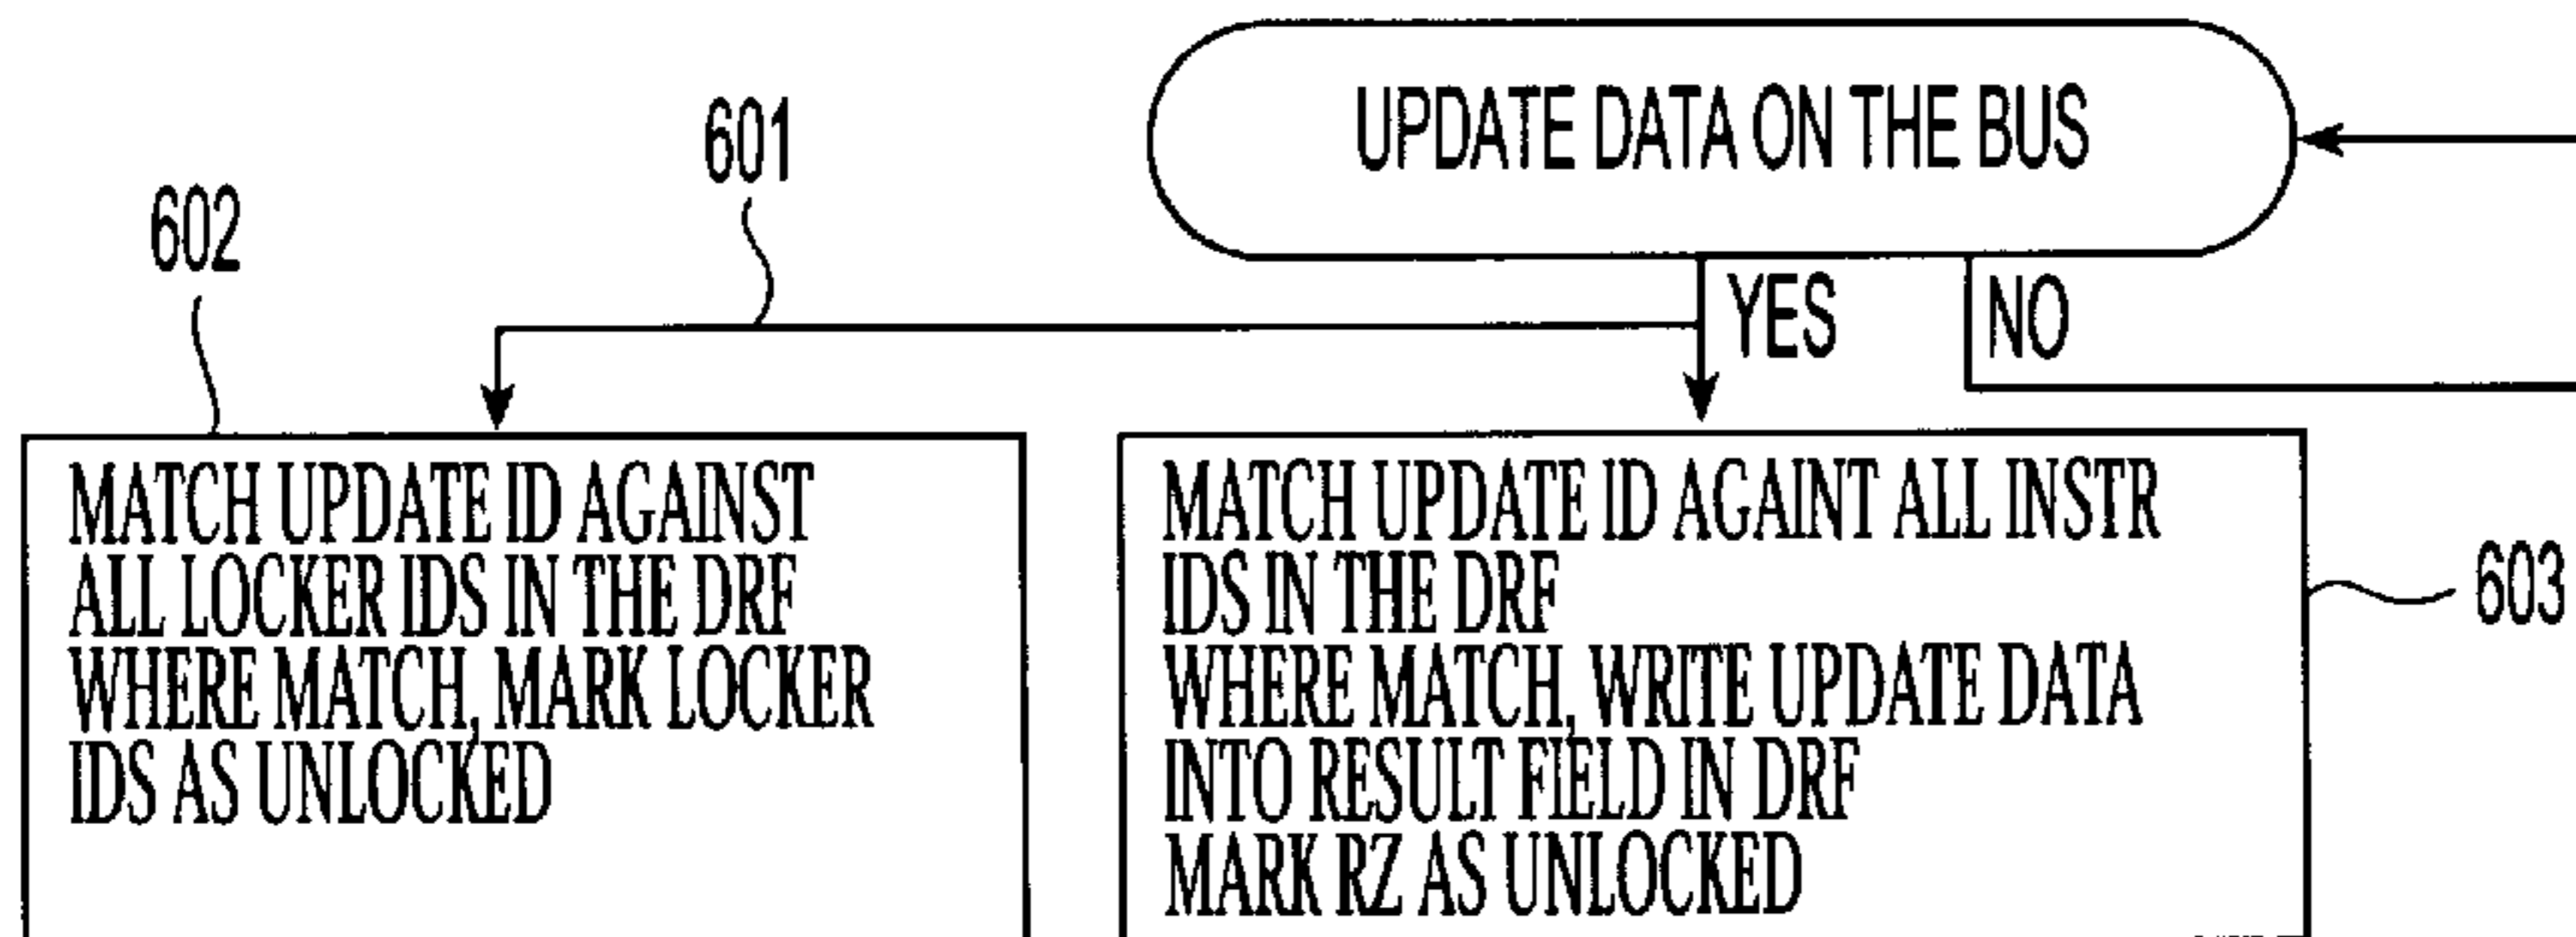 UPDATE DATA ON THE BUS
601
602
YES
NO
MATCH UPDATE ID AGAINST
ALL LOCKER IDS IN THE DRF
WHERE MATCH, MARK LOCKER
IDS AS UNLOCKED
MATCH UPDATE ID AGAINT ALL INSTR
IDS IN THE DRF
WHERE MATCH, WRITE UPDATE DATA
INTO RESULT FIELD IN DRF
MARK RZ AS UNLOCKED
603